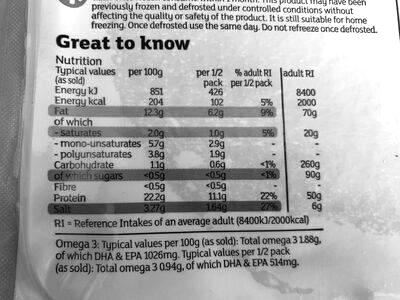 This product may have been
previously frozen and defrosted under controlled conditions without
affecting the quality or safety of the product. It is still suitable for home
freezing. Once defrosted use the same day. Do not refreeze once defrosted.
Great to know
Nutrition
Typical values per 100g per 1/2 % adult RI adult RI
(as sold) pack per 1/2 pack
Energy kJ 851 426 8400
Energy kcal 204 102 5% 2000
Fat 12.3g 6.2g 9% 70g
of which
- saturates 2.0g 1.0g 5% 20g
- mono-unsaturates 5.7g 2.9g - -
- polyunsaturates 3.8g 1.9g - -
Carbohydrate 1.1g 0.6g <1% 260g
of which sugars <0.5g <0.5g <1% 90g
Fibre <0.5g <0.5g - -
Protein 22.2g 11.1g 22% 50g
Salt 3.27g 1.64g 27% 6g
RI = Reference Intakes of an average adult (8400kJ/2000kcal)
Omega 3: Typical values per 100g (as sold): Total omega 3 1.88g,
of which DHA & EPA 1026mg. Typical values per 1/2 pack
(as sold): Total omega 3 0.94g, of which DHA & EPA 514mg.